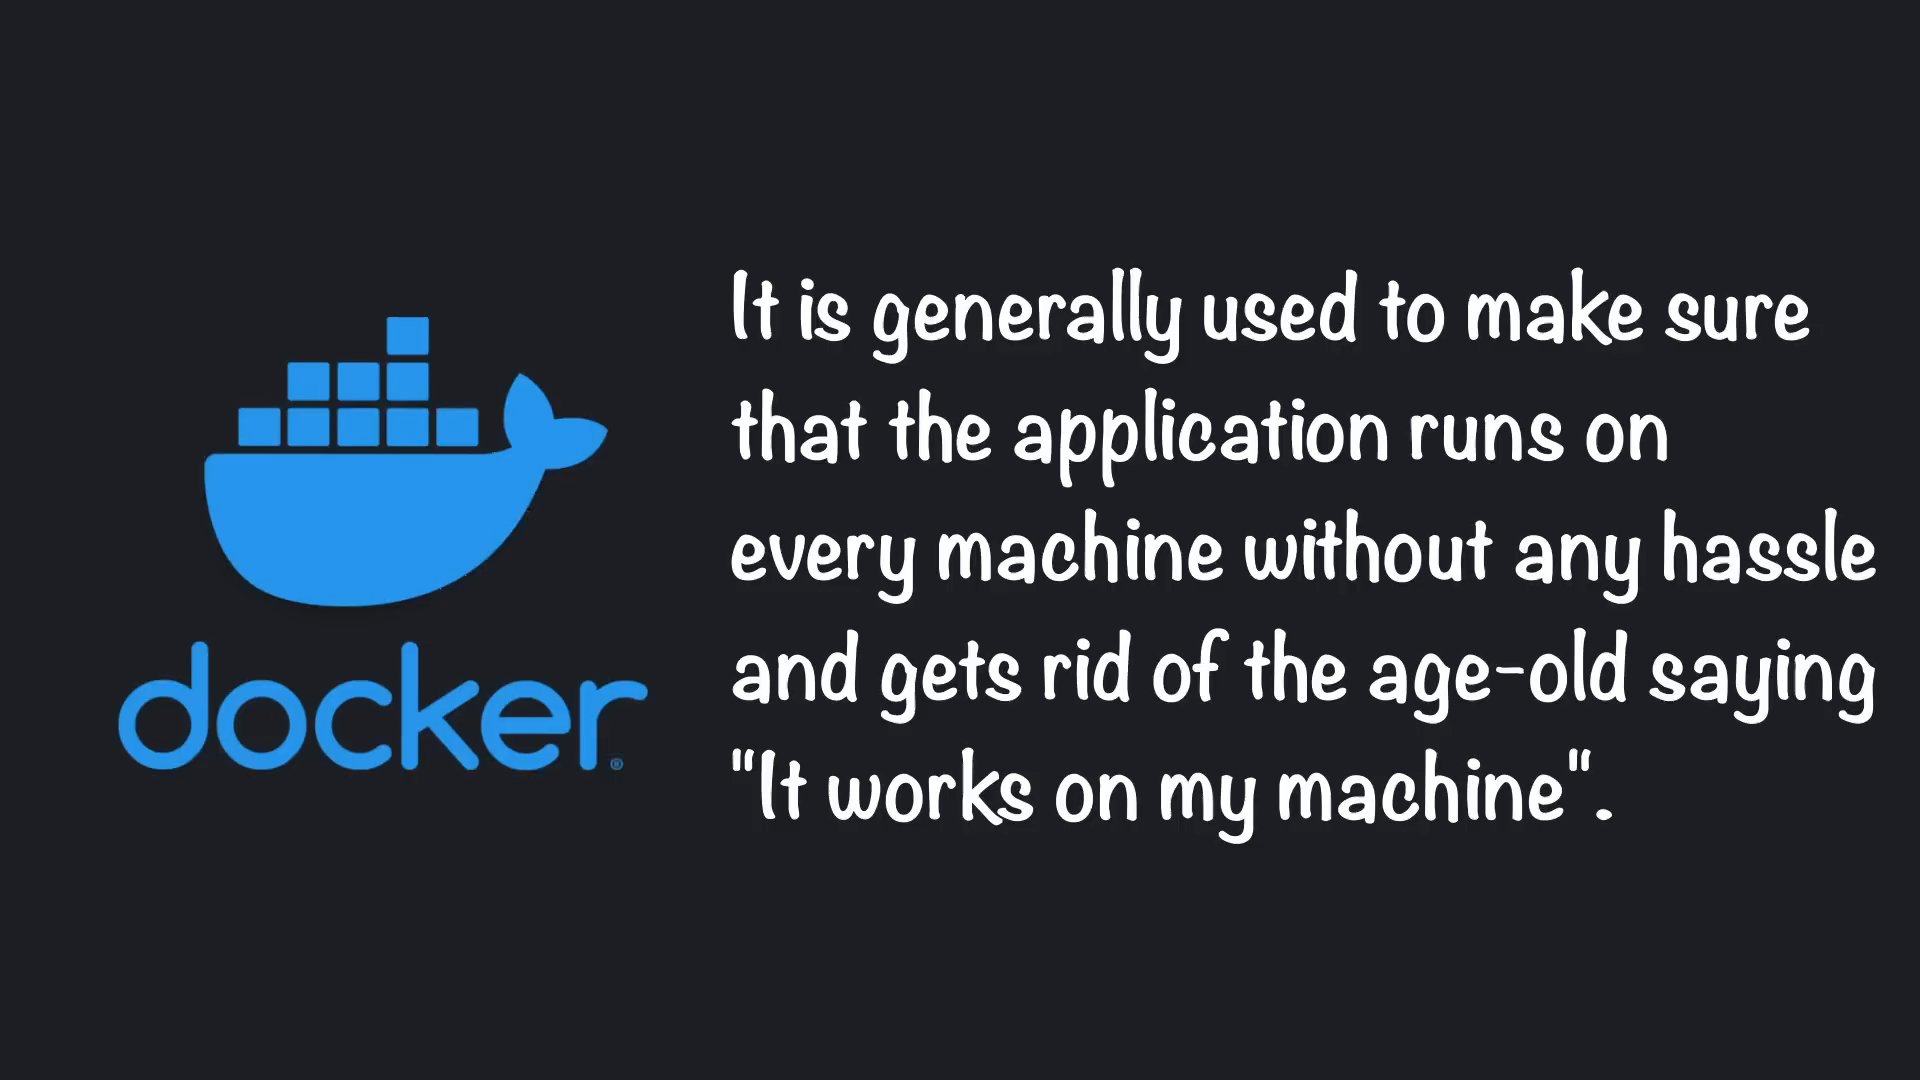 docker®
It is generally used to make sure
that the application runs on
every machine without any hassle
and gets rid of the age-old saying
"It works on my machine".